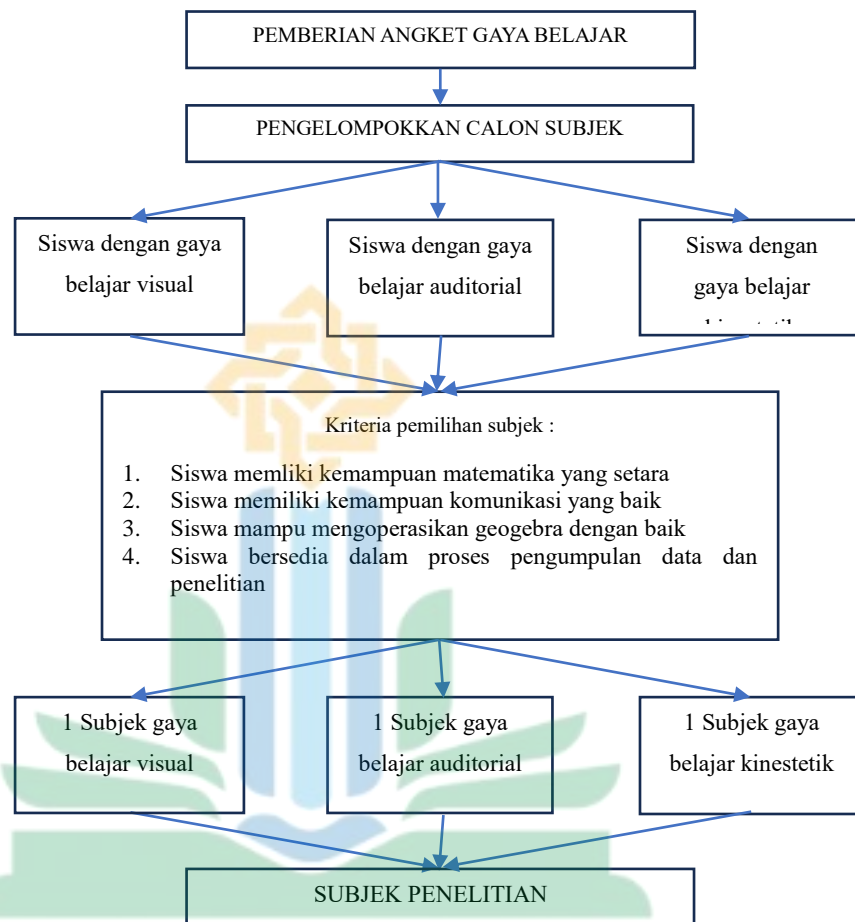 PEMBERIAN ANGKET GAYA BELAJAR
PENGELOMPOKKAN CALON SUBJEK
Siswa dengan gaya
belajar visual
Siswa dengan gaya
belajar auditorial
Siswa dengan
gaya belajar
Kriteria pemilihan subjek :
1. Siswa memliki kemampuan matematika yang setara
2. Siswa memiliki kemampuan komunikasi yang baik
3. Siswa mampu mengoperasikan geogebra dengan baik
4. Siswa bersedia dalam proses pengumpulan data dan
penelitian
1 Subjek gaya
belajar visual
1 Subjek gaya
belajar auditorial
1 Subjek gaya
belajar kinestetik
SUBJEK PENELITIAN